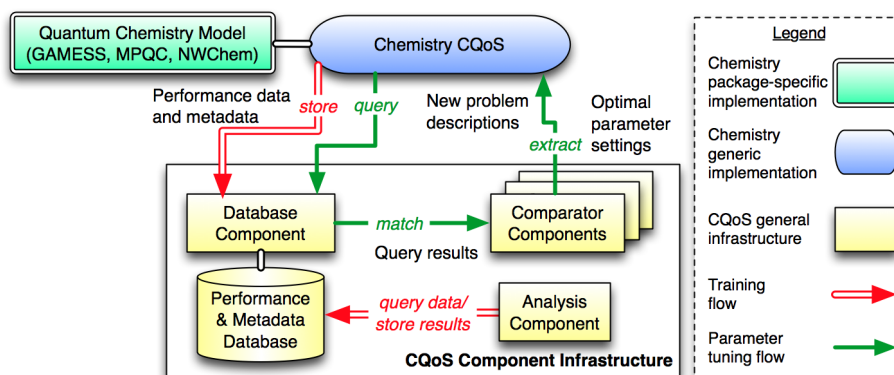 Quantum Chemistry Model
(GAMESS, MPQC, NWChem)
Chemistry CQoS
Performance data
and metadata
store
query
New problem
descriptions
Optimal
parameter
settings
extract
Database
Component
match
Query results
Comparator
Components
Performance
& Metadata
Database
query data/
store results
Analysis
Component
CQoS Component Infrastructure
Legend
Chemistry
package-specific
implementation
Chemistry
generic
implementation
CQoS general
infrastructure
Training
flow
Parameter
tuning flow